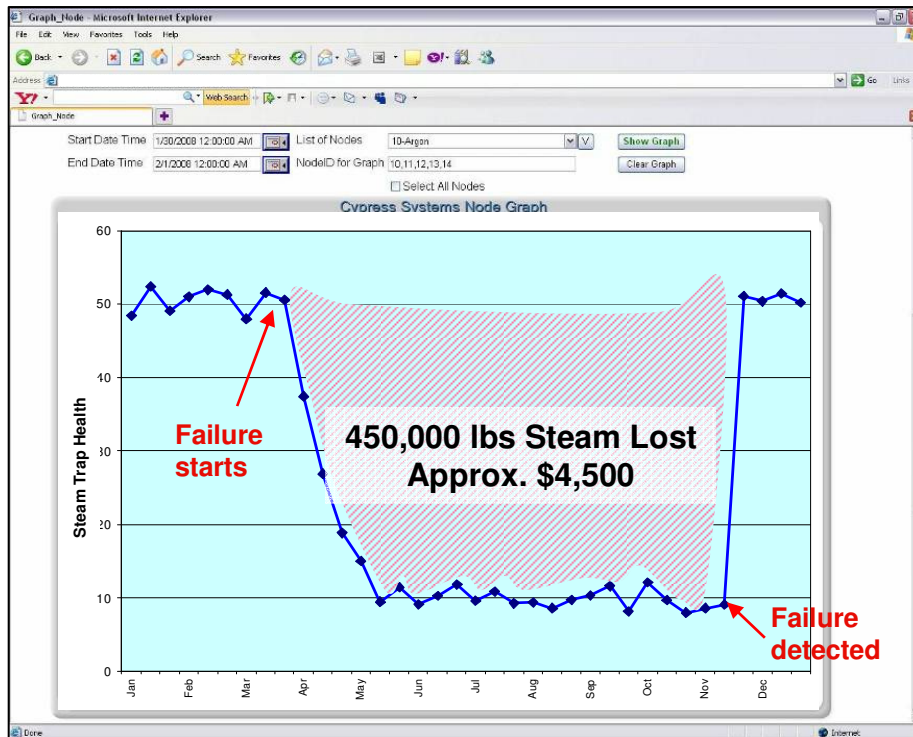 Graph_Node - Microsoft Internet Explorer
File Edit View Favorites Tools Help
Back Search Favorites
Address Go Links
Y! Web Search
Graph_Node
Start Date Time 1/30/2008 12:00:00 AM List of Nodes 10-Argon V Show Graph
End Date Time 2/1/2008 12:00:00 AM NodeID for Graph 10,11,12,13,14 Clear Graph
Select All Nodes
Cypress Systems Node Graph
60
50
40
30
20
10
0
Steam Trap Health
Failure
starts
450,000 lbs Steam Lost
Approx. $4,500
Failure
detected
Jan Feb Mar Apr May Jun Jul Aug Sep Oct Nov Dec
Done Internet